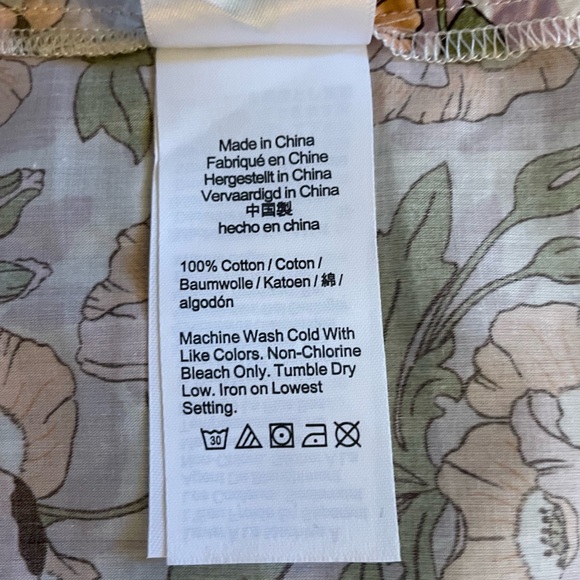 Made in China
Fabriqué en Chine
Hergestellt in China
Vervaardigd in China
中国製
hecho en china
100% Cotton / Coton /
Baumwolle / Katoen / 綿 /
algodón
Machine Wash Cold With
Like Colors. Non-Chlorine
Bleach Only. Tumble Dry
Low. Iron on Lowest
Setting.
30